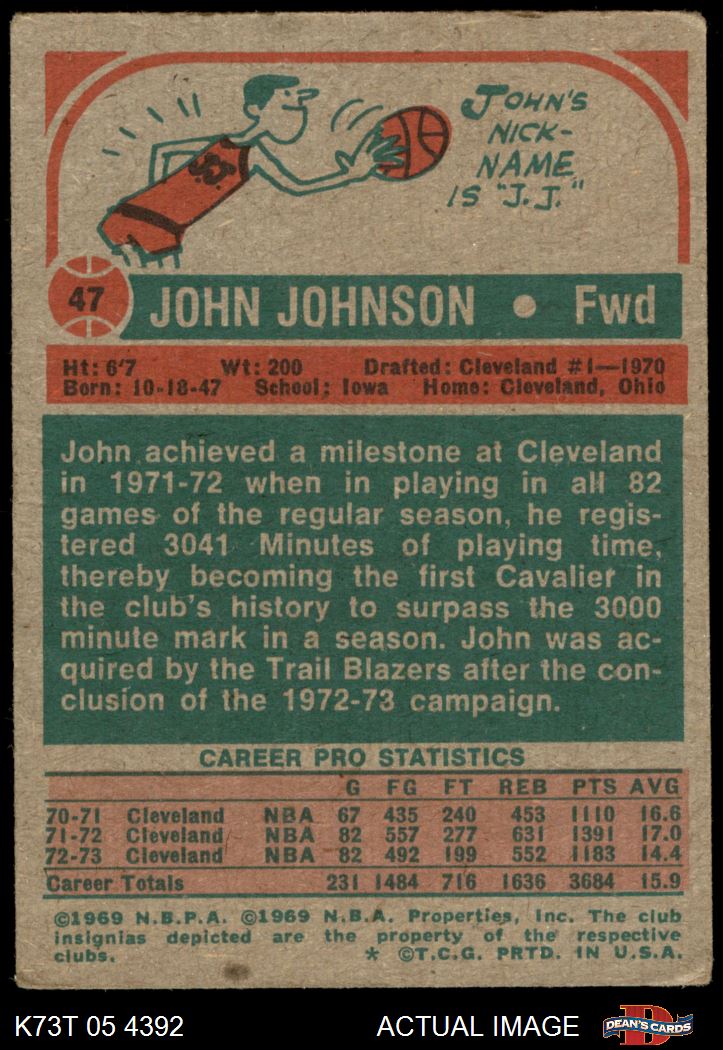 JOHN'S
NICK-
NAME
IS "J.J."
47 JOHN JOHNSON • Fwd
Ht: 6'7 Wt: 200 Drafted: Cleveland #1—1970
Born: 10-18-47 School: Iowa Home: Cleveland, Ohio
John achieved a milestone at Cleveland
in 1971-72 when in playing in all 82
games of the regular season, he regis-
tered 3041 Minutes of playing time,
thereby becoming the first Cavalier in
the club's history to surpass the 3000
minute mark in a season. John was ac-
quired by the Trail Blazers after the con-
clusion of the 1972-73 campaign.
CAREER PRO STATISTICS
G FG FT REB PTS AVG
70-71 Cleveland NBA 67 435 240 453 1110 16.6
71-72 Cleveland NBA 82 557 277 631 1391 17.0
72-73 Cleveland NBA 82 492 199 552 1183 14.4
Career Totals 231 1484 716 1636 3684 15.9
©1969 N.B.P.A. ©1969 N.B.A. Properties, Inc. The club
insignias depicted are the property of the respective
clubs. * ©T.C.G. PRTD. IN U.S.A.
K73T 05 4392 ACTUAL IMAGE DEAN'S CARDS